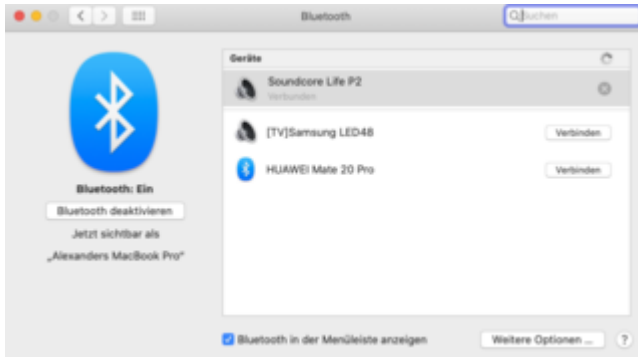 Bluetooth
Suchen
Geräte
Soundcore Life P2
Verbunden
[TV]Samsung LED48
Verbinden
HUAWEI Mate 20 Pro
Verbinden
Bluetooth: Ein
Bluetooth deaktivieren
Jetzt sichtbar als
„Alexanders MacBook Pro“
Bluetooth in der Menüleiste anzeigen
Weitere Optionen ...
?